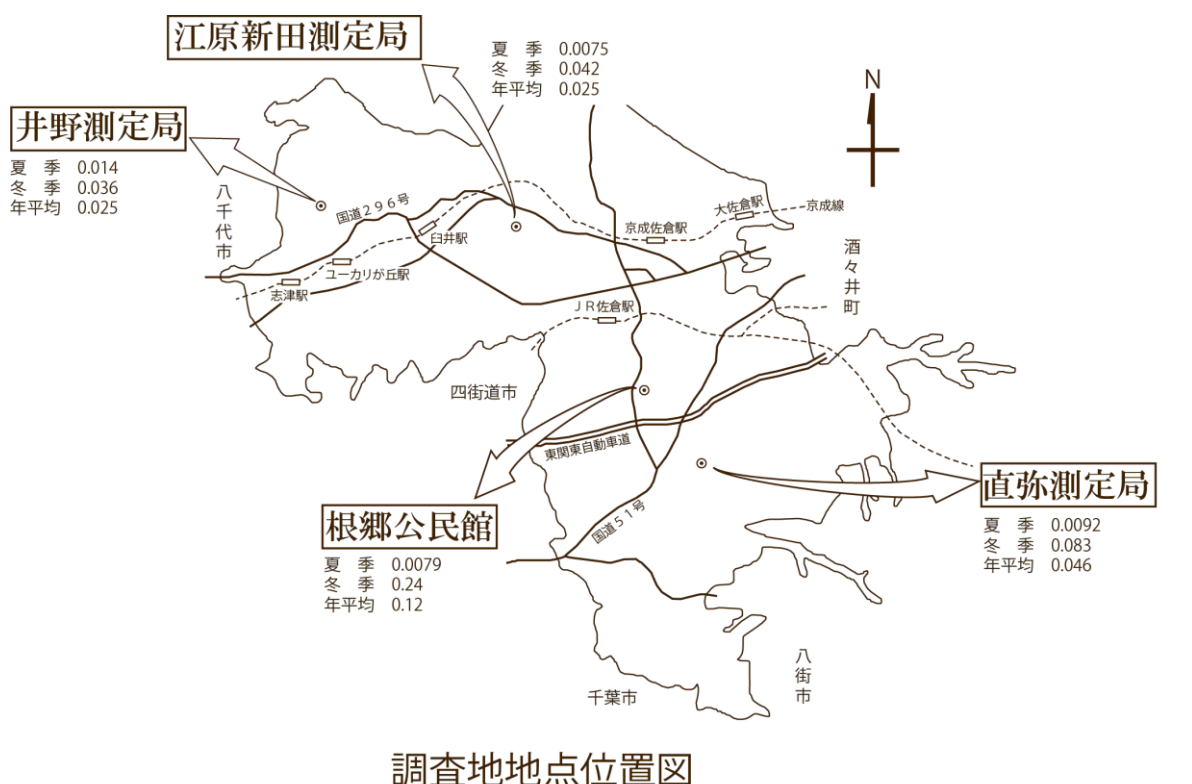 江原新田測定局
夏　季　0.0075
冬　季　0.042
年平均　0.025
N
井野測定局
夏　季　0.014
冬　季　0.036
年平均　0.025
八千代市
国道２９６号
臼井駅
ユーカリが丘駅
志津駅
京成佐倉駅
大佐倉駅
京成線
酒々井町
ＪＲ佐倉駅
四街道市
東関東自動車道
根郷公民館
夏　季　0.0079
冬　季　0.24
年平均　0.12
国道５１号
直弥測定局
夏　季　0.0092
冬　季　0.083
年平均　0.046
千葉市
八街市
調査地地点位置図